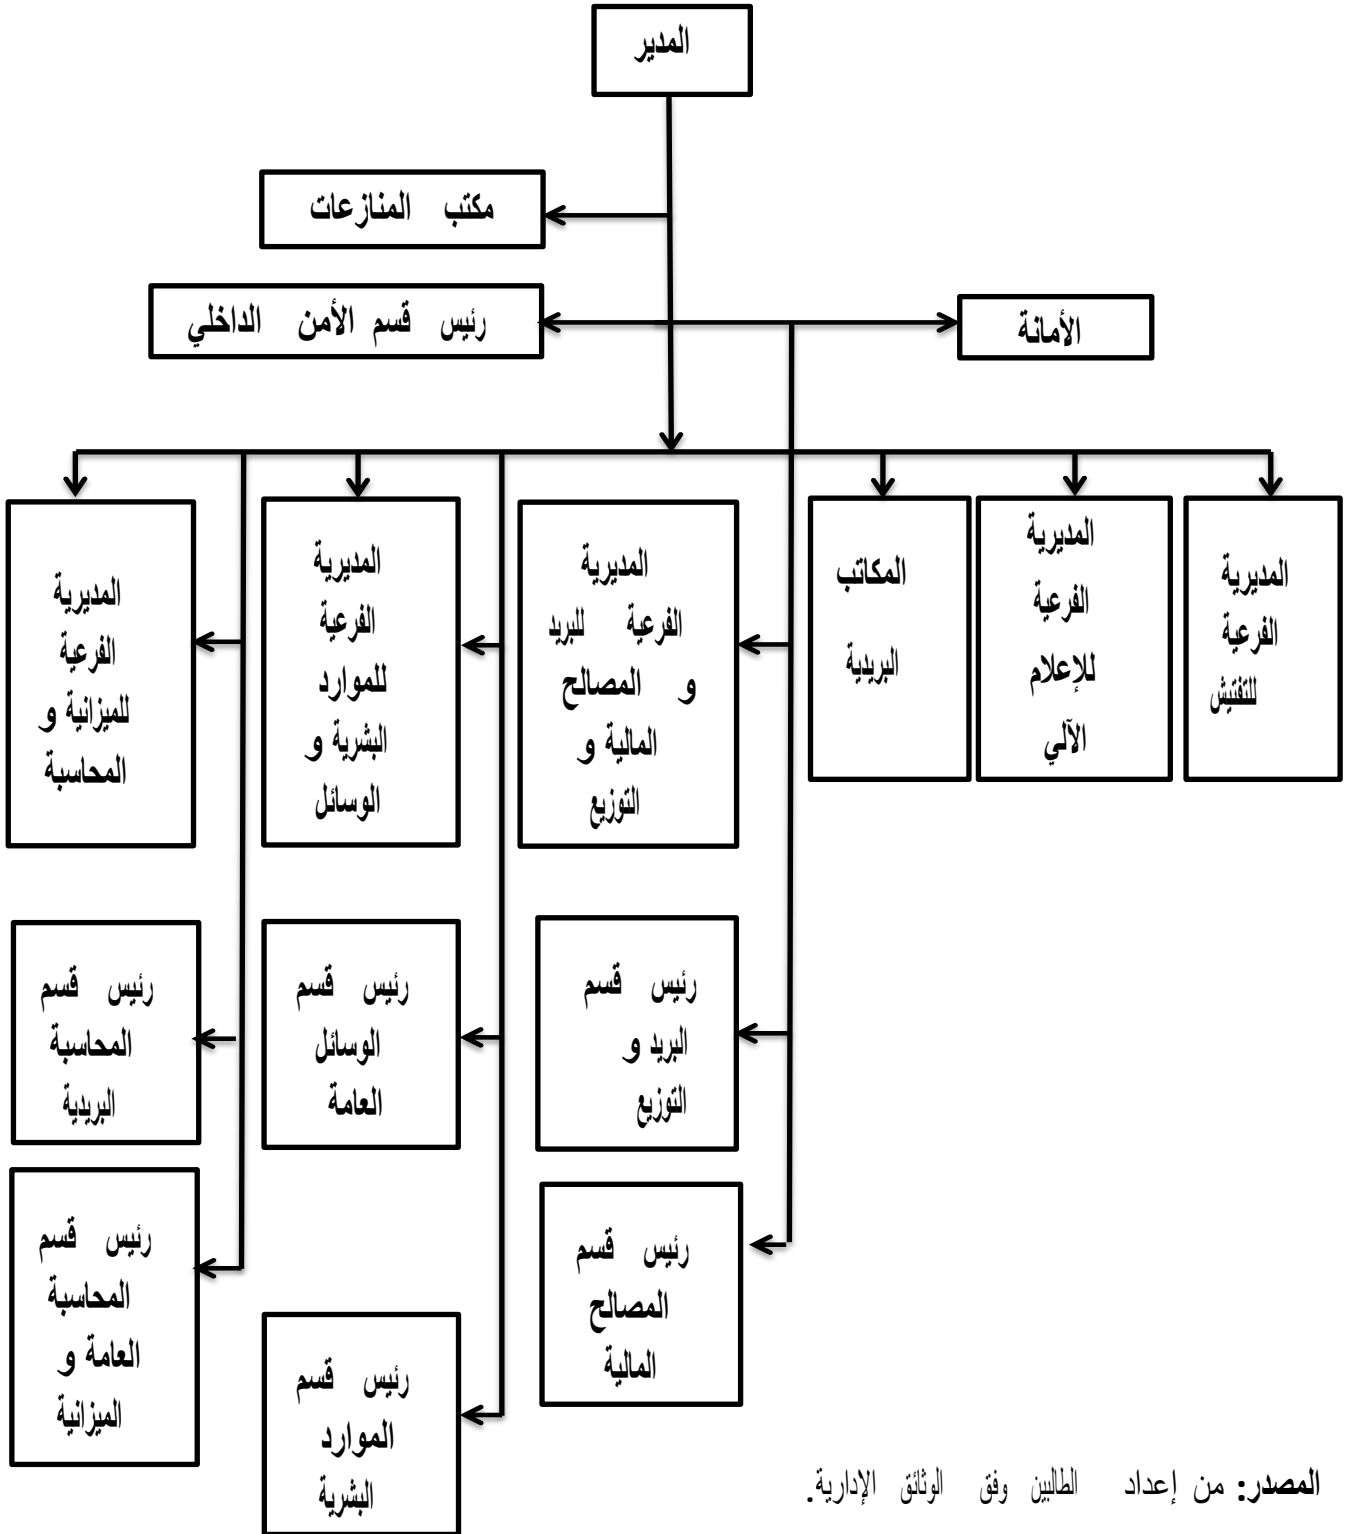 المدير
مكتب المنازعات
رئيس قسم الأمن الداخلي
الأمانة
المديرية
الفرعية
للتفتيش
المديرية
الفرعية
للإعلام
الآلي
المكاتب
البريدية
المديرية
الفرعية للبريد
و المصالح
المالية و
التوزيع
المديرية
الفرعية
للموارد
البشرية و
الوسائل
المديرية
الفرعية
للميزانية و
المحاسبة
رئيس قسم
البريد و
التوزيع
رئيس قسم
الوسائل
العامة
رئيس قسم
المحاسبة
البريدية
رئيس قسم
المصالح
المالية
رئيس قسم
الموارد
البشرية
رئيس قسم
المحاسبة
العامة و
الميزانية
المصدر: من إعداد الطالبين وفق الوثائق الإدارية.